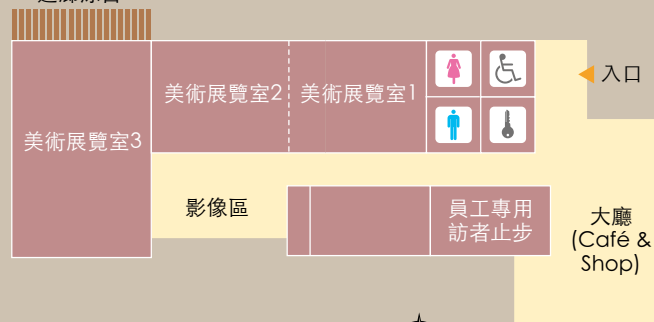 入口
美術展覽室2
美術展覽室1
美術展覽室3
影像區
員工專用
訪者止步
大廳
(Café &
Shop)